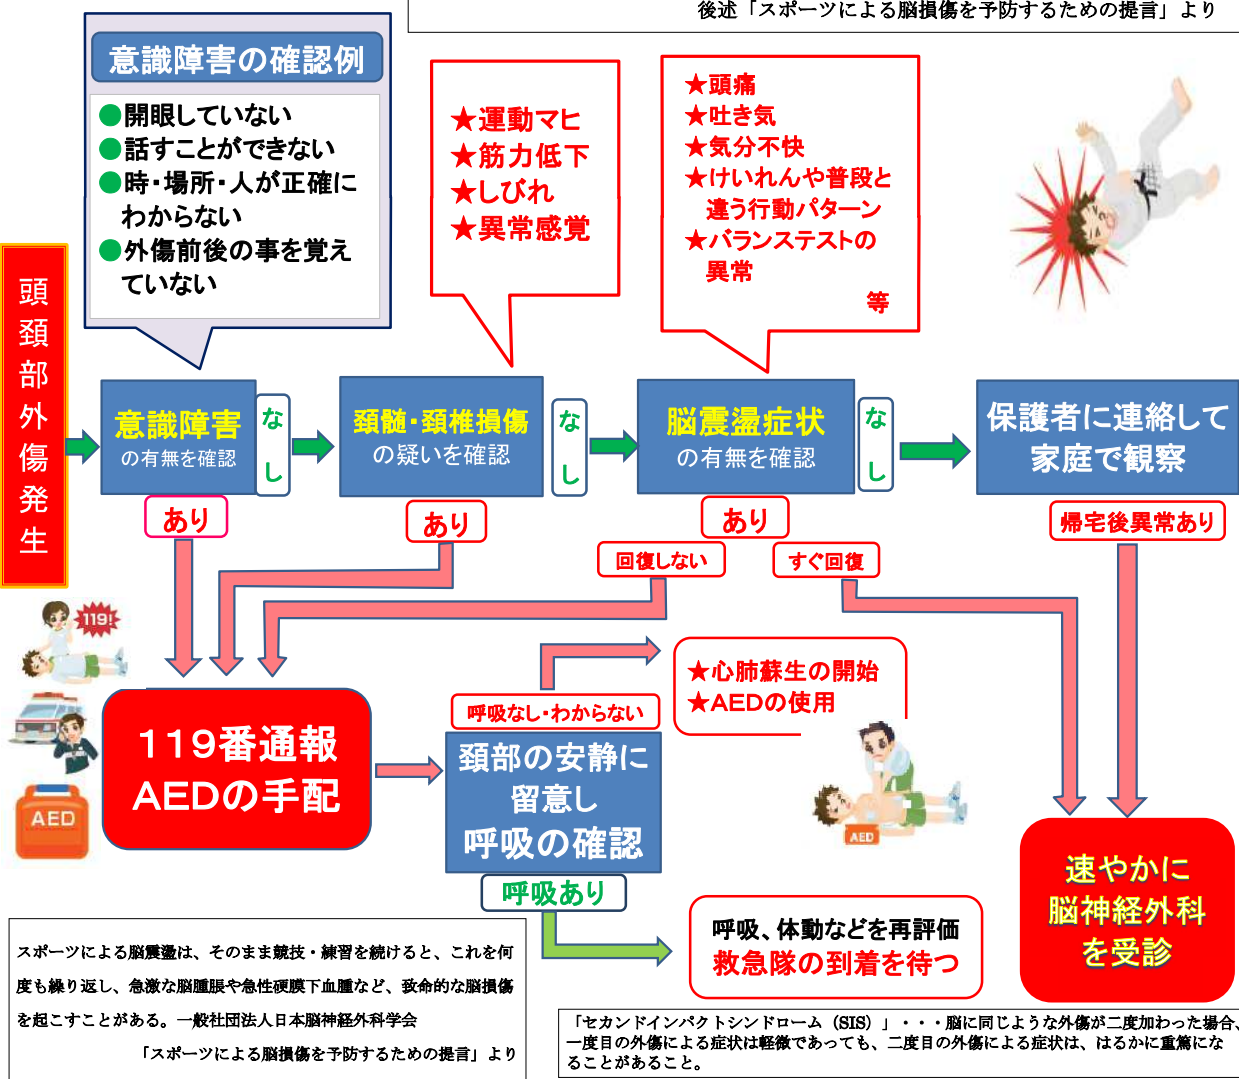 後述「スポーツによる脳損傷を予防するための提言」より
意識障害の確認例
●開眼していない
●話すことができない
●時・場所・人が正確に
わからない
●外傷前後の事を覚え
ていない
★運動マヒ
★筋力低下
★しびれ
★異常感覚
★頭痛
★吐き気
★気分不快
★けいれんや普段と
違う行動パターン
★バランステストの
異常
等
頭頚部外傷発生
意識障害
の有無を確認
なし
頚髄・頚椎損傷
の疑いを確認
なし
脳震盪症状
の有無を確認
なし
保護者に連絡して
家庭で観察
あり
あり
あり
帰宅後異常あり
回復しない
すぐ回復
119!
119番通報
AEDの手配
AED
呼吸なし・わからない
★心肺蘇生の開始
★AEDの使用
頚部の安静に
留意し
呼吸の確認
AED
呼吸あり
呼吸、体動などを再評価
救急隊の到着を待つ
速やかに
脳神経外科
を受診
スポーツによる脳震盪は、そのまま競技・練習を続けると、これを何
度も繰り返し、急激な脳腫脹や急性硬膜下血腫など、致命的な脳損傷
を起こすことがある。一般社団法人日本脳神経外科学会
「スポーツによる脳損傷を予防するための提言」より
「セカンドインパクトシンドローム（SIS）」・・・脳に同じような外傷が二度加わった場合、
一度目の外傷による症状は軽微であっても、二度目の外傷による症状は、はるかに重篤にな
ることがあること。